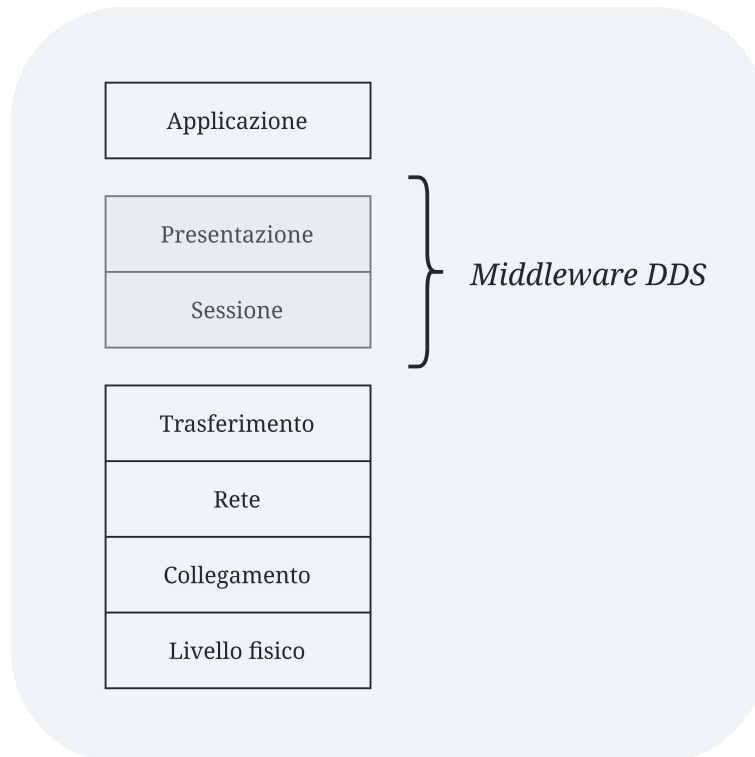 Applicazione
Presentazione
Sessione
Middleware DDS
Trasferimento
Rete
Collegamento
Livello fisico